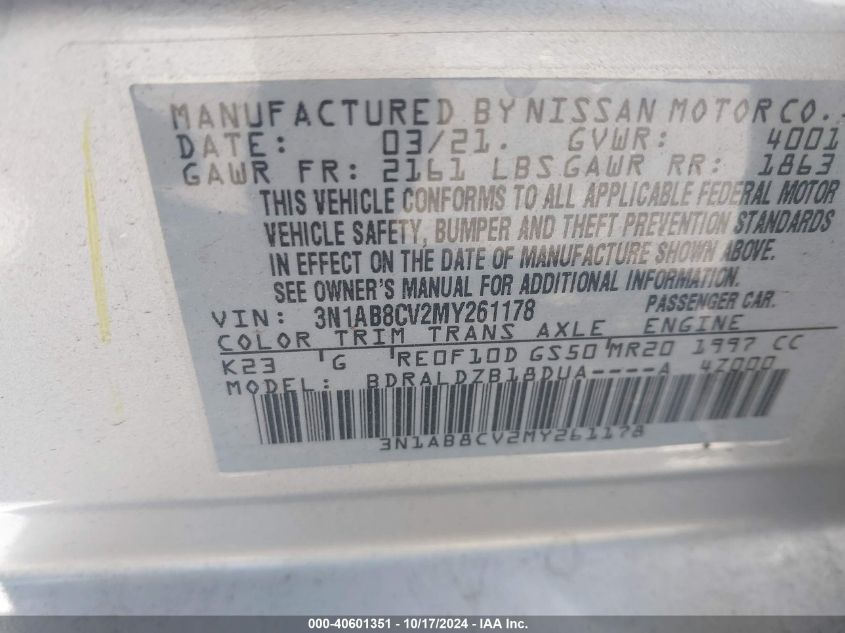 MANUFACTURED BY NISSAN MOTOR CO.
DATE: 03/21. GVWR: 4001
GAWR FR: 2161 LBS GAWR RR: 1863
THIS VEHICLE CONFORMS TO ALL APPLICABLE FEDERAL MOTOR
VEHICLE SAFETY, BUMPER AND THEFT PREVENTION STANDARDS
IN EFFECT ON THE DATE OF MANUFACTURE SHOWN ABOVE.
SEE OWNER'S MANUAL FOR ADDITIONAL INFORMATION.
VIN: 3N1AB8CV2MY261178 PASSENGER CAR.
COLOR TRIM TRANS AXLE ENGINE
K23 G RE0F10D GS50 MR20 1997 CC
MODEL: BDRALDZB18DUA----A 4Z000
3N1AB8CV2MY261178
000-40601351 | 10/17/2024 - IAA Inc.